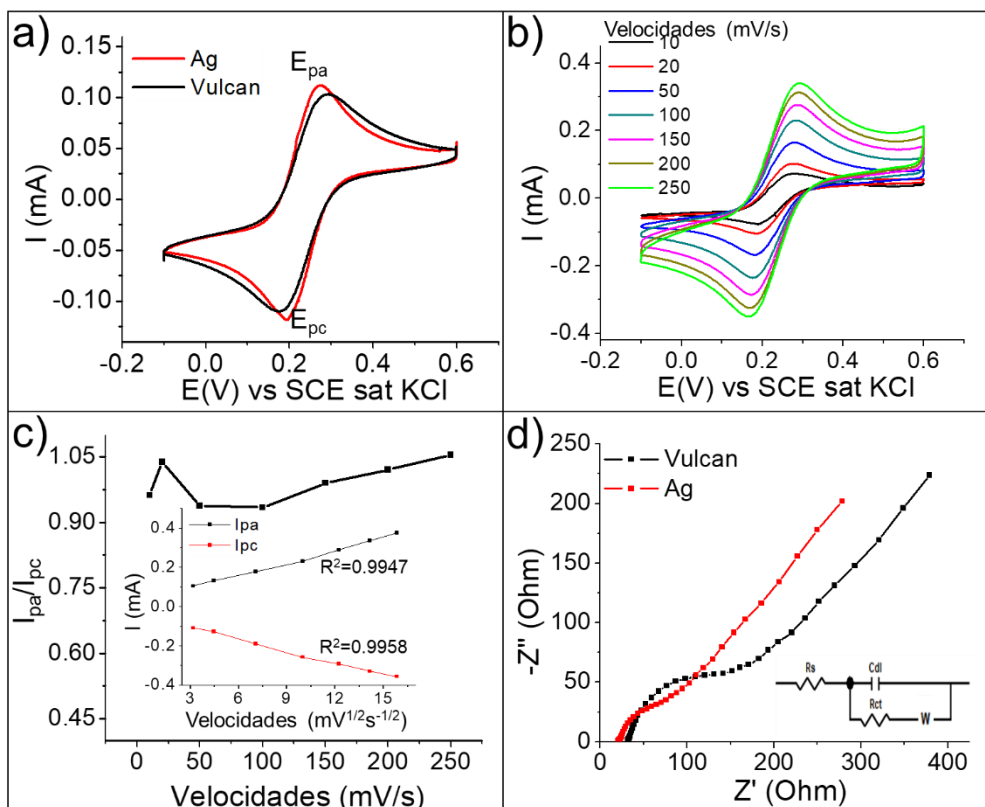 a)
Ag
Vulcan
E_pa
E_pc
0.15
0.10
0.05
0.00
-0.05
-0.10
I (mA)
-0.2 0.0 0.2 0.4 0.6
E(V) vs SCE sat KCl
b)
Velocidades (mV/s)
10
20
50
100
150
200
250
0.4
0.2
0.0
-0.2
-0.4
I (mA)
-0.2 0.0 0.2 0.4 0.6
E(V) vs SCE sat KCl
c)
1.05
0.90
0.75
0.60
0.45
I_pa/I_pc
0 50 100 150 200 250
Velocidades (mV/s)
Ipa
Ipc
R²=0.9947
R²=0.9958
0.4
0.2
0.0
-0.2
-0.4
I (mA)
3 6 9 12 15
Velocidades (mV^1/2 s^-1/2)
d)
Vulcan
Ag
250
200
150
100
50
0
-Z" (Ohm)
0 100 200 300 400
Z' (Ohm)
Rs
Cdl
Rct
W